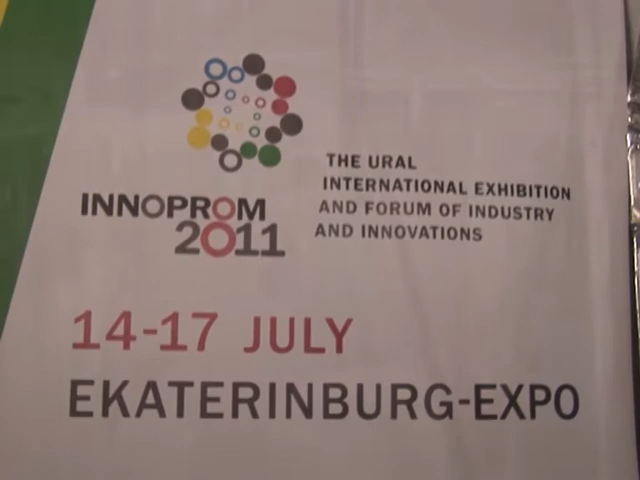 INNOPROM
2011
THE URAL
INTERNATIONAL EXHIBITION
AND FORUM OF INDUSTRY
AND INNOVATIONS
14-17 JULY
EKATERINBURG-EXPO